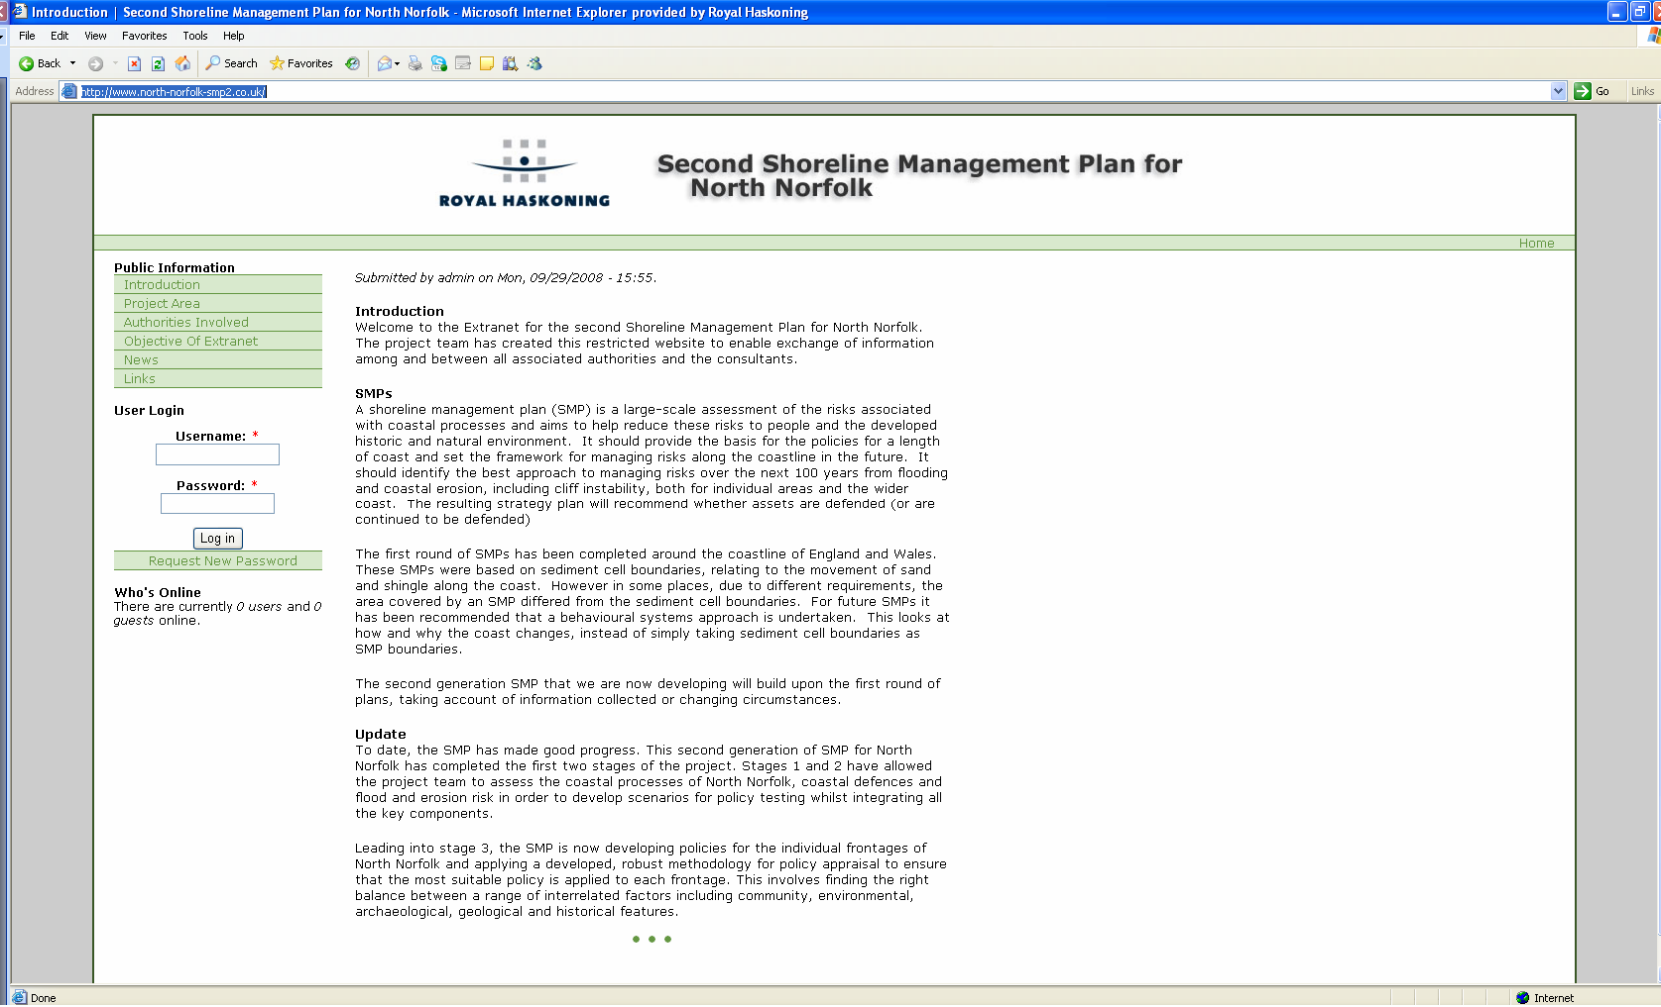 Introduction | Second Shoreline Management Plan for North Norfolk - Microsoft Internet Explorer provided by Royal Haskoning
File Edit View Favorites Tools Help
Back Search Favorites
Address http://www.north-norfolk-smp2.co.uk/ Go Links
ROYAL HASKONING
Second Shoreline Management Plan for
North Norfolk
Home
Public Information
Introduction
Project Area
Authorities Involved
Objective Of Extranet
News
Links
User Login
Username: *
Password: *
Log in
Request New Password
Who's Online
There are currently 0 users and 0
guests online.
Submitted by admin on Mon, 09/29/2008 - 15:55.
Introduction
Welcome to the Extranet for the second Shoreline Management Plan for North Norfolk.
The project team has created this restricted website to enable exchange of information
among and between all associated authorities and the consultants.
SMPs
A shoreline management plan (SMP) is a large-scale assessment of the risks associated
with coastal processes and aims to help reduce these risks to people and the developed
historic and natural environment.  It should provide the basis for the policies for a length
of coast and set the framework for managing risks along the coastline in the future.  It
should identify the best approach to managing risks over the next 100 years from flooding
and coastal erosion, including cliff instability, both for individual areas and the wider
coast.  The resulting strategy plan will recommend whether assets are defended (or are
continued to be defended)
The first round of SMPs has been completed around the coastline of England and Wales.
These SMPs were based on sediment cell boundaries, relating to the movement of sand
and shingle along the coast.  However in some places, due to different requirements, the
area covered by an SMP differed from the sediment cell boundaries.  For future SMPs it
has been recommended that a behavioural systems approach is undertaken.  This looks at
how and why the coast changes, instead of simply taking sediment cell boundaries as
SMP boundaries.
The second generation SMP that we are now developing will build upon the first round of
plans, taking account of information collected or changing circumstances.
Update
To date, the SMP has made good progress. This second generation of SMP for North
Norfolk has completed the first two stages of the project. Stages 1 and 2 have allowed
the project team to assess the coastal processes of North Norfolk, coastal defences and
flood and erosion risk in order to develop scenarios for policy testing whilst integrating all
the key components.
Leading into stage 3, the SMP is now developing policies for the individual frontages of
North Norfolk and applying a developed, robust methodology for policy appraisal to ensure
that the most suitable policy is applied to each frontage. This involves finding the right
balance between a range of interrelated factors including community, environmental,
archaeological, geological and historical features.
Done Internet